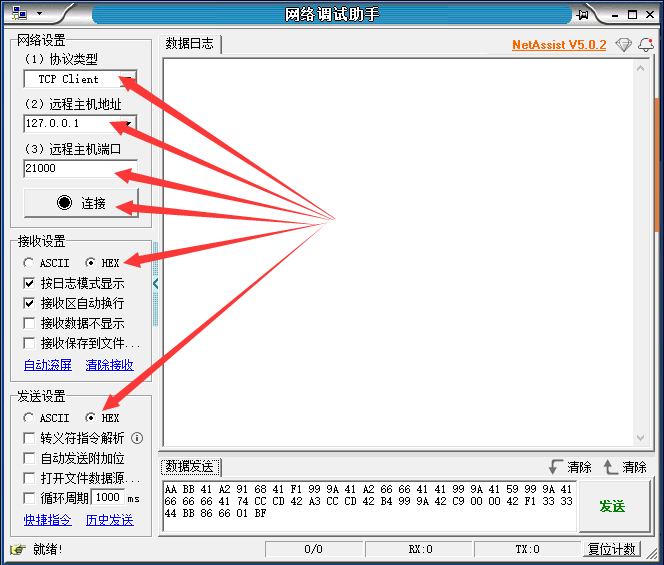 网络调试助手
网络设置
（1）协议类型
TCP Client
（2）远程主机地址
127.0.0.1
（3）远程主机端口
21000
连接
接收设置
ASCII HEX
按日志模式显示
接收区自动换行
接收数据不显示
接收保存到文件...
自动滚屏 清除接收
发送设置
ASCII HEX
转义符指令解析
自动发送附加位
打开文件数据源...
循环周期 1000 ms
快捷指令 历史发送
数据日志 NetAssist V5.0.2
数据发送 清除 清除
AA BB 41 A2 91 68 41 F1 99 9A 41 A2 66 66 41 41 99 9A 41 59 99 9A 41
66 66 66 41 74 CC CD 42 A3 CC CD 42 B4 99 9A 42 C9 00 00 42 F1 33 33
44 BB 86 66 01 BF
发送
就绪! 0/0 RX:0 TX:0 复位计数